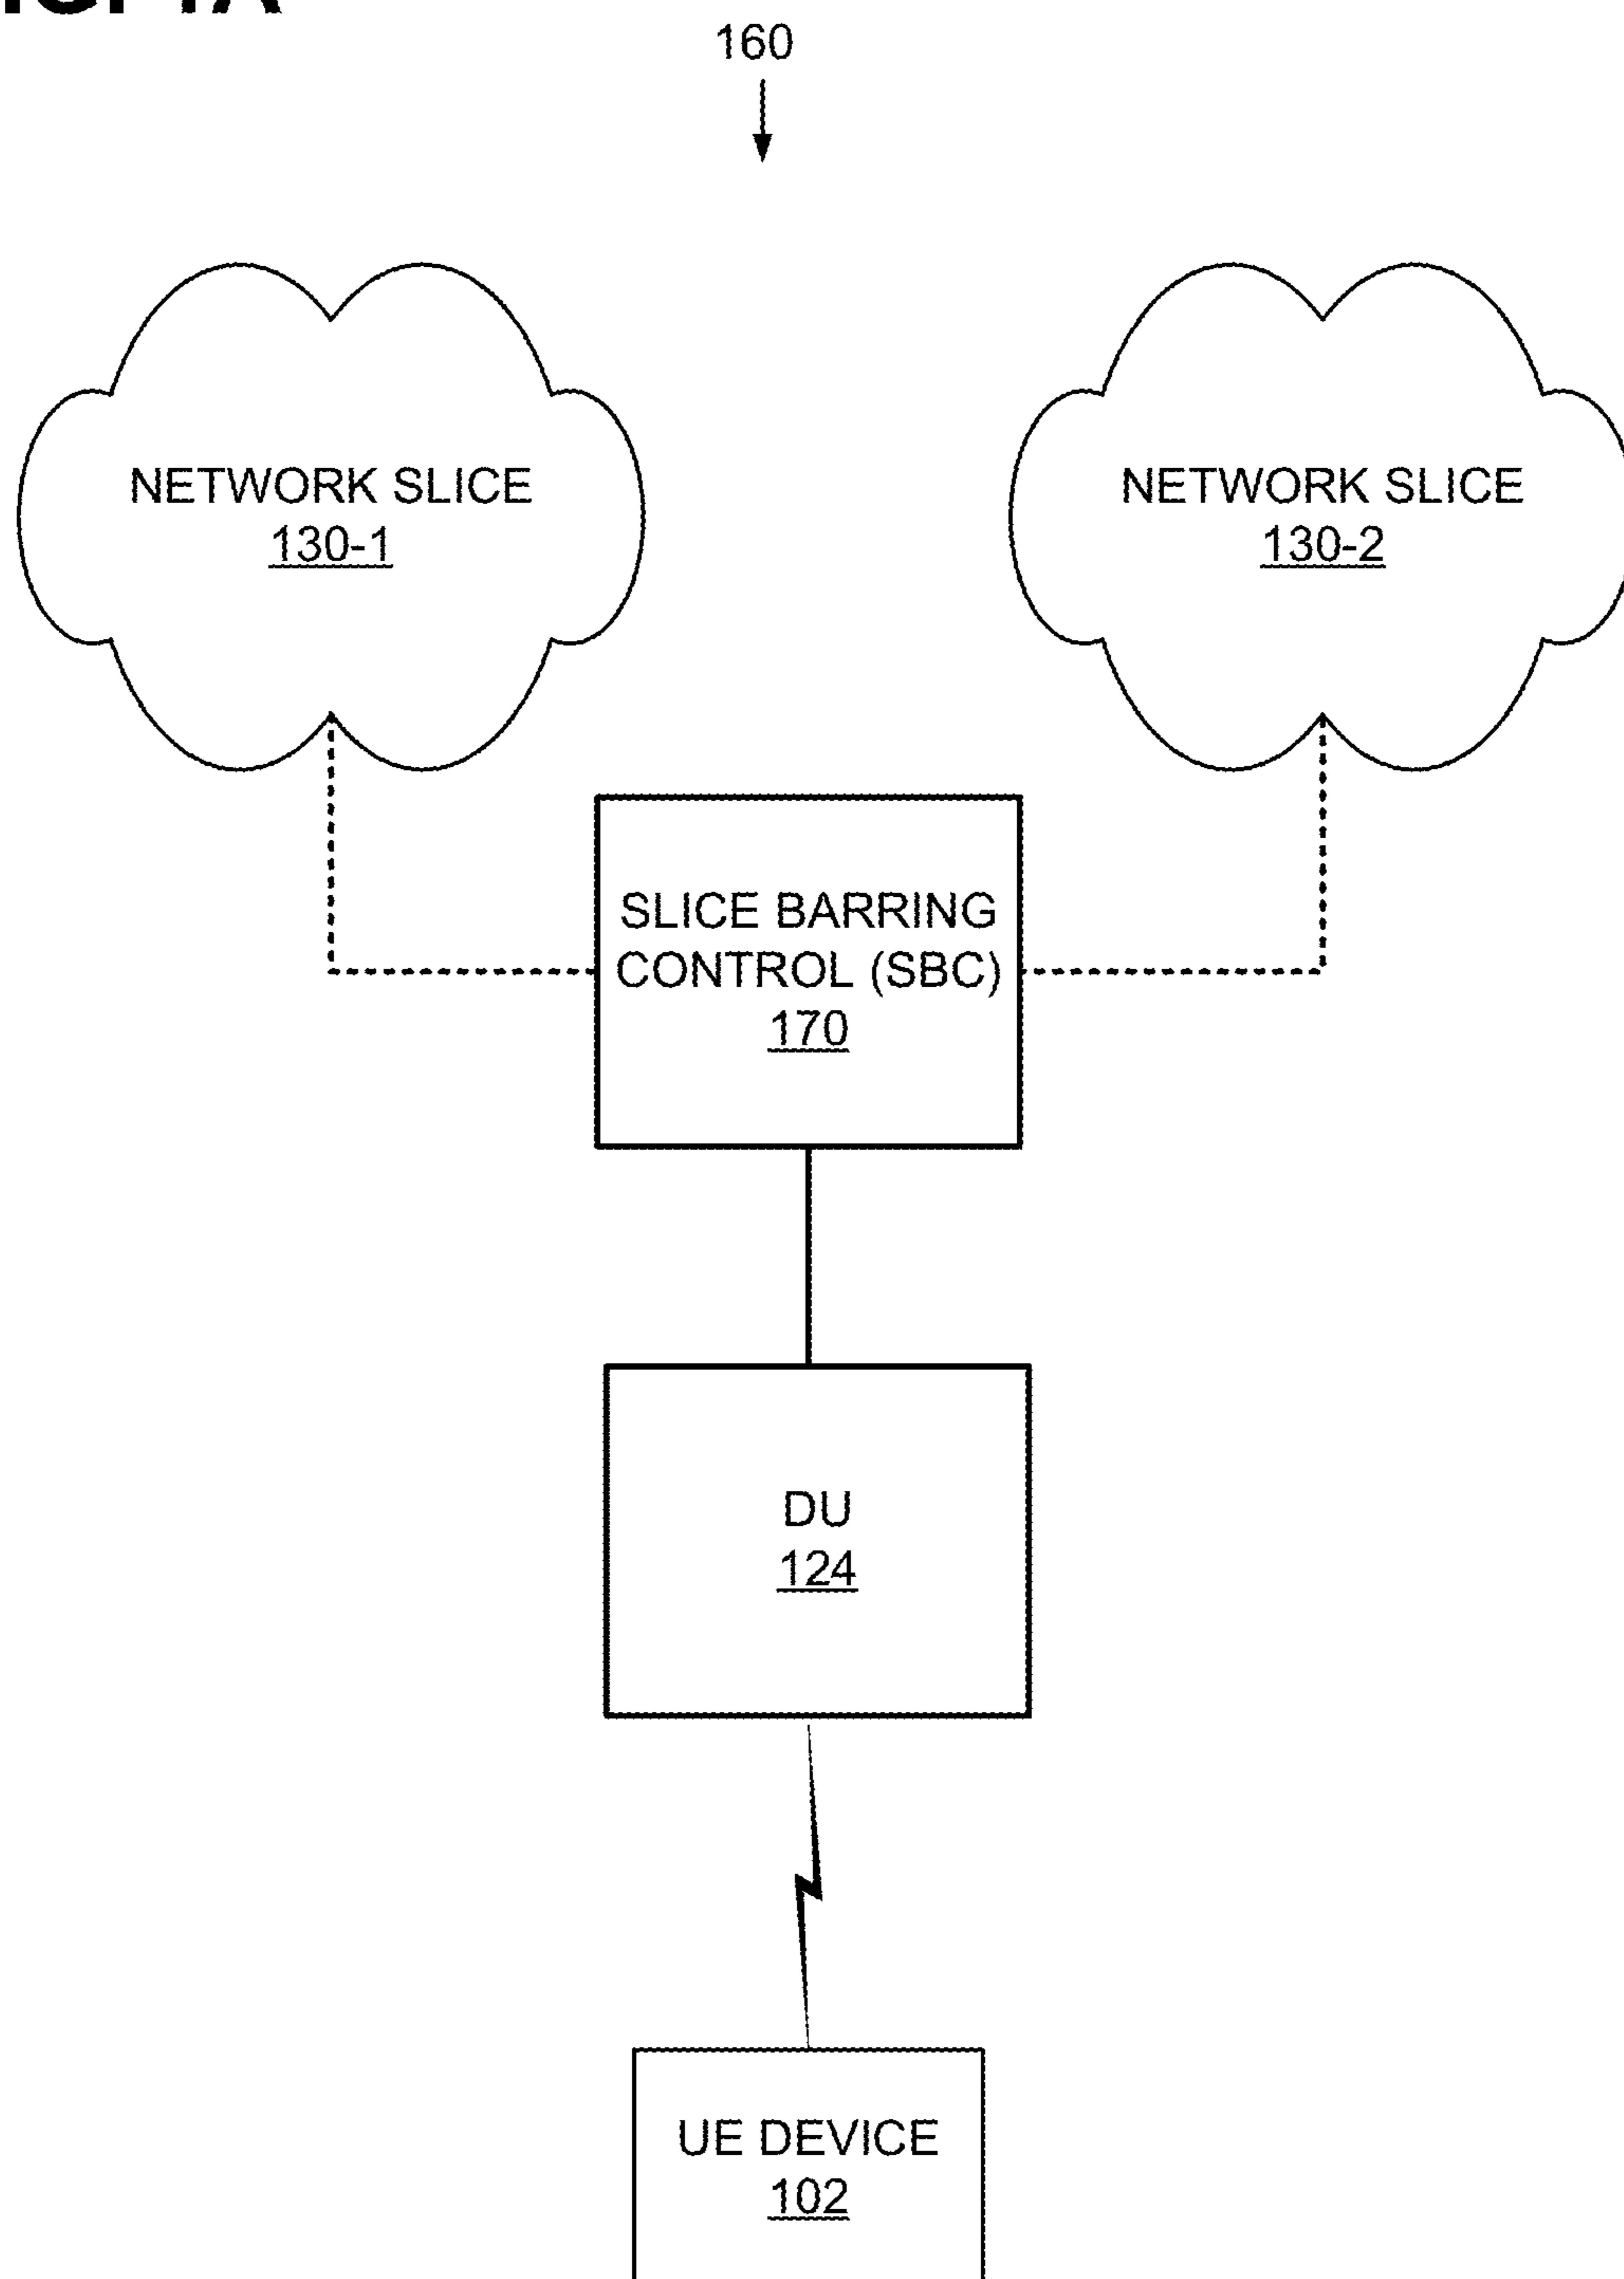 160
NETWORK SLICE
130-1
NETWORK SLICE
130-2
SLICE BARRING
CONTROL (SBC)
170
DU
124
UE DEVICE
102